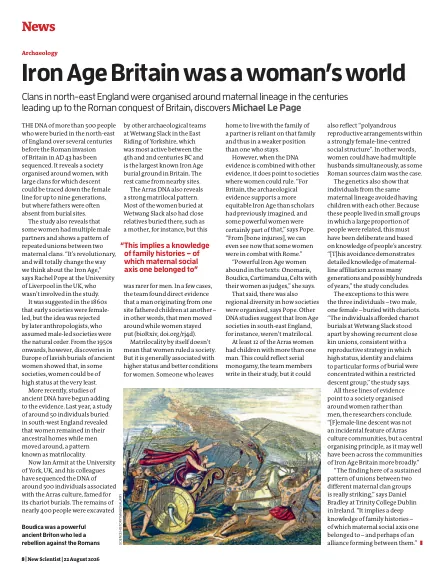 News
Archaeology
Iron Age Britain was a woman's world
Clans in north-east England were organised around maternal lineage in the centuries
leading up to the Roman conquest of Britain, discovers Michael Le Page
THE DNA of more than 500 people
who were buried in the north-east
of England over several centuries
before the Roman invasion
of Britain in AD 43 has been
sequenced. It reveals a society
organised around women, with
large clans for which descent
could be traced down the female
line for up to nine generations,
but where fathers were often
absent from burial sites.
The study also reveals that
some women had multiple male
partners and shows a pattern of
repeated unions between two
maternal clans. "It's revolutionary,
and will totally change the way
we think about the Iron Age,"
says Rachel Pope at the University
of Liverpool in the UK, who
wasn't involved in the study.
It was suggested in the 1860s
that early societies were female-
led, but the idea was rejected
by later anthropologists, who
assumed male-led societies were
the natural order. From the 1950s
onwards, however, discoveries in
Europe of lavish burials of ancient
women showed that, in some
societies, women could be of
high status at the very least.
More recently, studies of
ancient DNA have begun adding
to the evidence. Last year, a study
of around 50 individuals buried
in south-west England revealed
that women remained in their
ancestral homes while men
moved around, a pattern
known as matrilocality.
Now Ian Armit at the University
of York, UK, and his colleagues
have sequenced the DNA of
around 500 individuals associated
with the Arras culture, famed for
its chariot burials. The remains of
nearly 400 people were excavated
Boudica was a powerful
ancient Briton who led
a rebellion against the Romans
by other archaeological teams
at Wetwang Slack in the East
Riding of Yorkshire, which
was most active between the
4th and 2nd centuries BC and
is the largest known Iron Age
burial ground in Britain. The
rest came from nearby sites.
The Arras DNA also reveals
a strong matrilocal pattern.
Most of the women buried at
Wetwang Slack also had close
relatives buried there, such as
a mother, for instance, but this
"This implies a knowledge
of family histories – of
which maternal social
axis one belonged to"
was rarer for men. In a few cases,
the team found direct evidence
that a man originating from one
site fathered children at another –
in other words, that men moved
around while women stayed
put (bioRxiv, doi.org/r594d).
Matrilocality by itself doesn't
mean that women ruled a society.
But it is generally associated with
higher status and better conditions
for women. Someone who leaves
home to live with the family of
a partner is reliant on that family
and thus in a weaker position
than one who stays.
However, when the DNA
evidence is combined with other
evidence, it does point to societies
where women could rule. "For
Britain, the archaeological
evidence supports a more
equitable Iron Age than scholars
had previously imagined, and
some powerful women were
certainly part of that," says Pope.
"From [bone injuries], we can
even see now that some women
were in combat with Rome."
"Powerful Iron Age women
abound in the texts: Onomaris,
Boudica, Cartimandua, Celts with
their women as judges," she says.
That said, there was also
regional diversity in how societies
were organised, says Pope. Other
DNA studies suggest that Iron Age
societies in south-east England,
for instance, weren't matrilocal.
At least 12 of the Arras women
had children with more than one
man. This could reflect serial
monogamy, the team members
write in their study, but it could
also reflect "polyandrous
reproductive arrangements within
a strongly female-line-centred
social structure". In other words,
women could have had multiple
husbands simultaneously, as some
Roman sources claim was the case.
The genetics also show that
individuals from the same
maternal lineage avoided having
children with each other. Because
these people lived in small groups
in which a large proportion of
people were related, this must
have been deliberate and based
on knowledge of people's ancestry.
"[T]his avoidance demonstrates
detailed knowledge of maternal-
line affiliation across many
generations and possibly hundreds
of years," the study concludes.
The exceptions to this were
the three individuals – two male,
one female – buried with chariots.
"The individuals afforded chariot
burials at Wetwang Slack stood
apart by showing recurrent close
kin unions, consistent with a
reproductive strategy in which
high status, identity and claims
to particular forms of burial were
concentrated within a restricted
descent group," the study says.
All these lines of evidence
point to a society organised
around women rather than
men, the researchers conclude.
"[F]emale-line descent was not
an incidental feature of Arras
culture communities, but a central
organising principle, as it may well
have been across the communities
of Iron Age Britain more broadly."
"The finding here of a sustained
pattern of unions between two
different maternal clan groups
is really striking," says Daniel
Bradley at Trinity College Dublin
in Ireland. "It implies a deep
knowledge of family histories –
of which maternal social axis one
belonged to – and perhaps of an
alliance forming between them."
8 | New Scientist | 22 August 2026